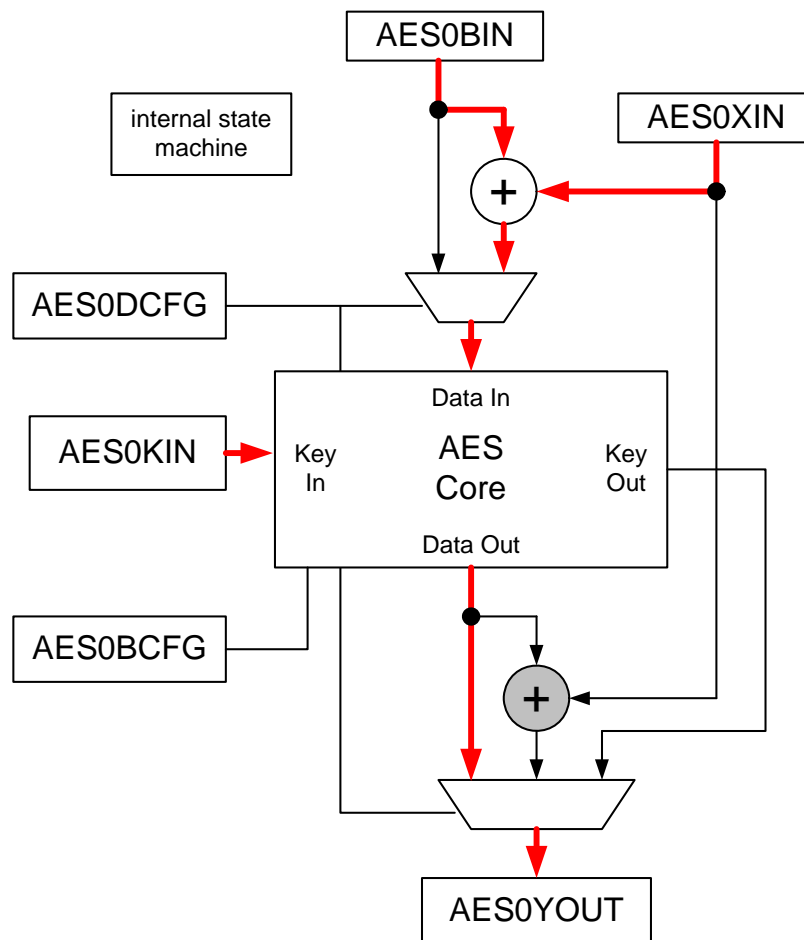 AES0BIN
internal state
machine
AES0XIN
+
AES0DCFG
Data In
AES0KIN
Key
In
AES
Core
Key
Out
Data Out
AES0BCFG
+
AES0YOUT